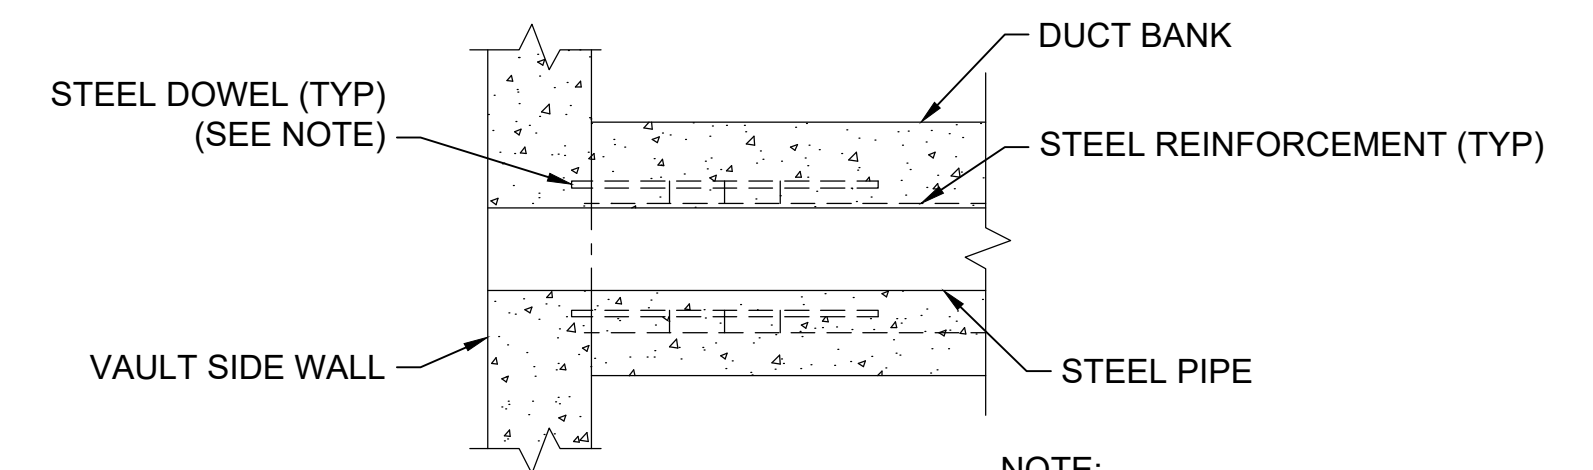 DUCT BANK
STEEL DOWEL (TYP)
(SEE NOTE)
STEEL REINFORCEMENT (TYP)
VAULT SIDE WALL
STEEL PIPE
NOTE: